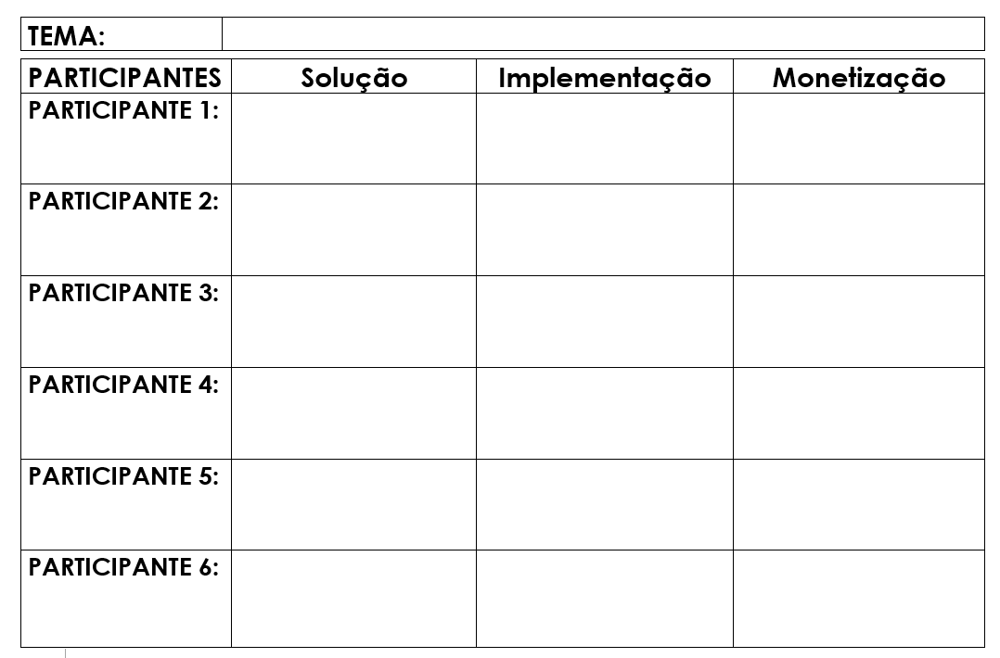 TEMA:
PARTICIPANTES Solução Implementação Monetização
PARTICIPANTE 1:
PARTICIPANTE 2:
PARTICIPANTE 3:
PARTICIPANTE 4:
PARTICIPANTE 5:
PARTICIPANTE 6: